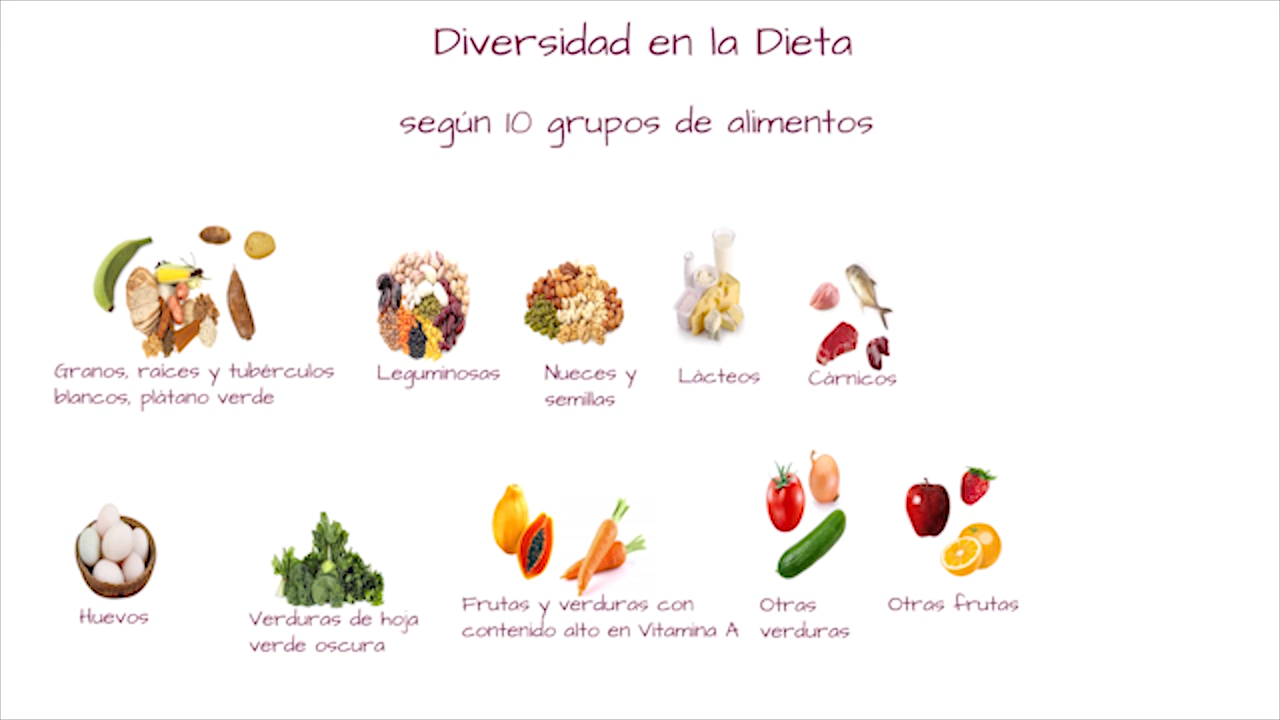 Diversidad en la Dieta
según 10 grupos de alimentos
Granos, raíces y tubérculos
blancos, plátano verde
Leguminosas
Nueces y
semillas
Lácteos
Cárnicos
Huevos
Verduras de hoja
verde oscura
Frutas y verduras con
contenido alto en Vitamina A
Otras
verduras
Otras frutas